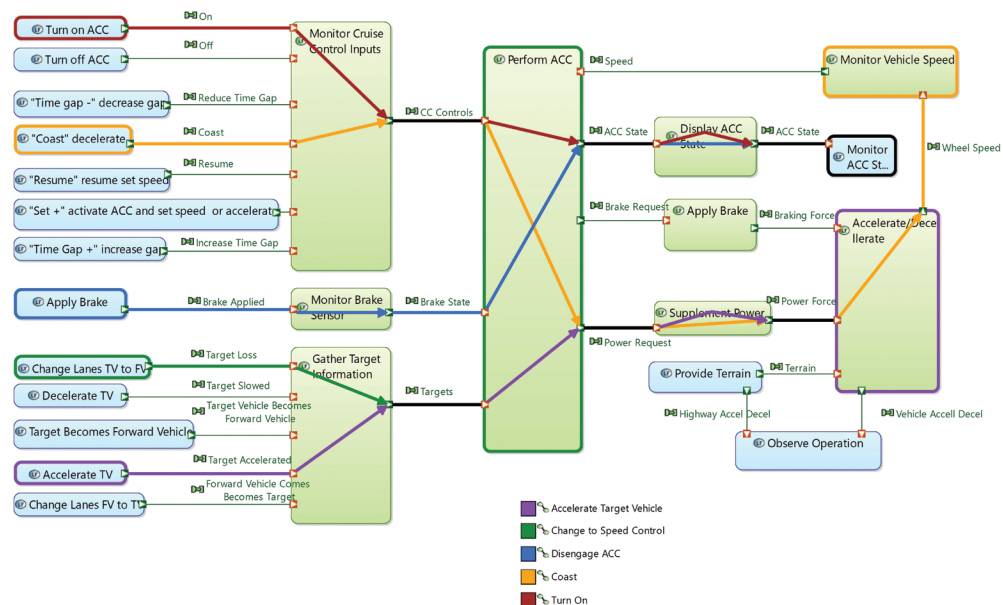 On
Turn on ACC
Off
Turn off ACC
Monitor Cruise
Control Inputs
Perform ACC
Speed
Monitor Vehicle Speed
"Time gap -" decrease gap
Reduce Time Gap
CC Controls
"Coast" decelerate
Coast
ACC State
Display ACC
State
ACC State
Monitor
ACC St...
Wheel Speed
Resume
"Resume" resume set speed
"Set +" activate ACC and set speed or accelerat
Brake Request
Apply Brake
Braking Force
Accelerate/Dece
llerate
"Time Gap +" increase gap
Increase Time Gap
Apply Brake
Brake Applied
Monitor Brake
Sensor
Brake State
Power Force
Supplement Power
Power Request
Target Loss
Change Lanes TV to FV
Gather Target
Information
Target Slowed
Decelerate TV
Targets
Provide Terrain
Terrain
Target Vehicle Becomes
Forward Vehicle
Target Becomes Forward Vehicle
Highway Accel Decel
Vehicle Accell Decel
Observe Operation
Target Accelerated
Accelerate TV
Forward Vehicle Comes
Becomes Target
Change Lanes FV to TV
Accelerate Target Vehicle
Change to Speed Control
Disengage ACC
Coast
Turn On